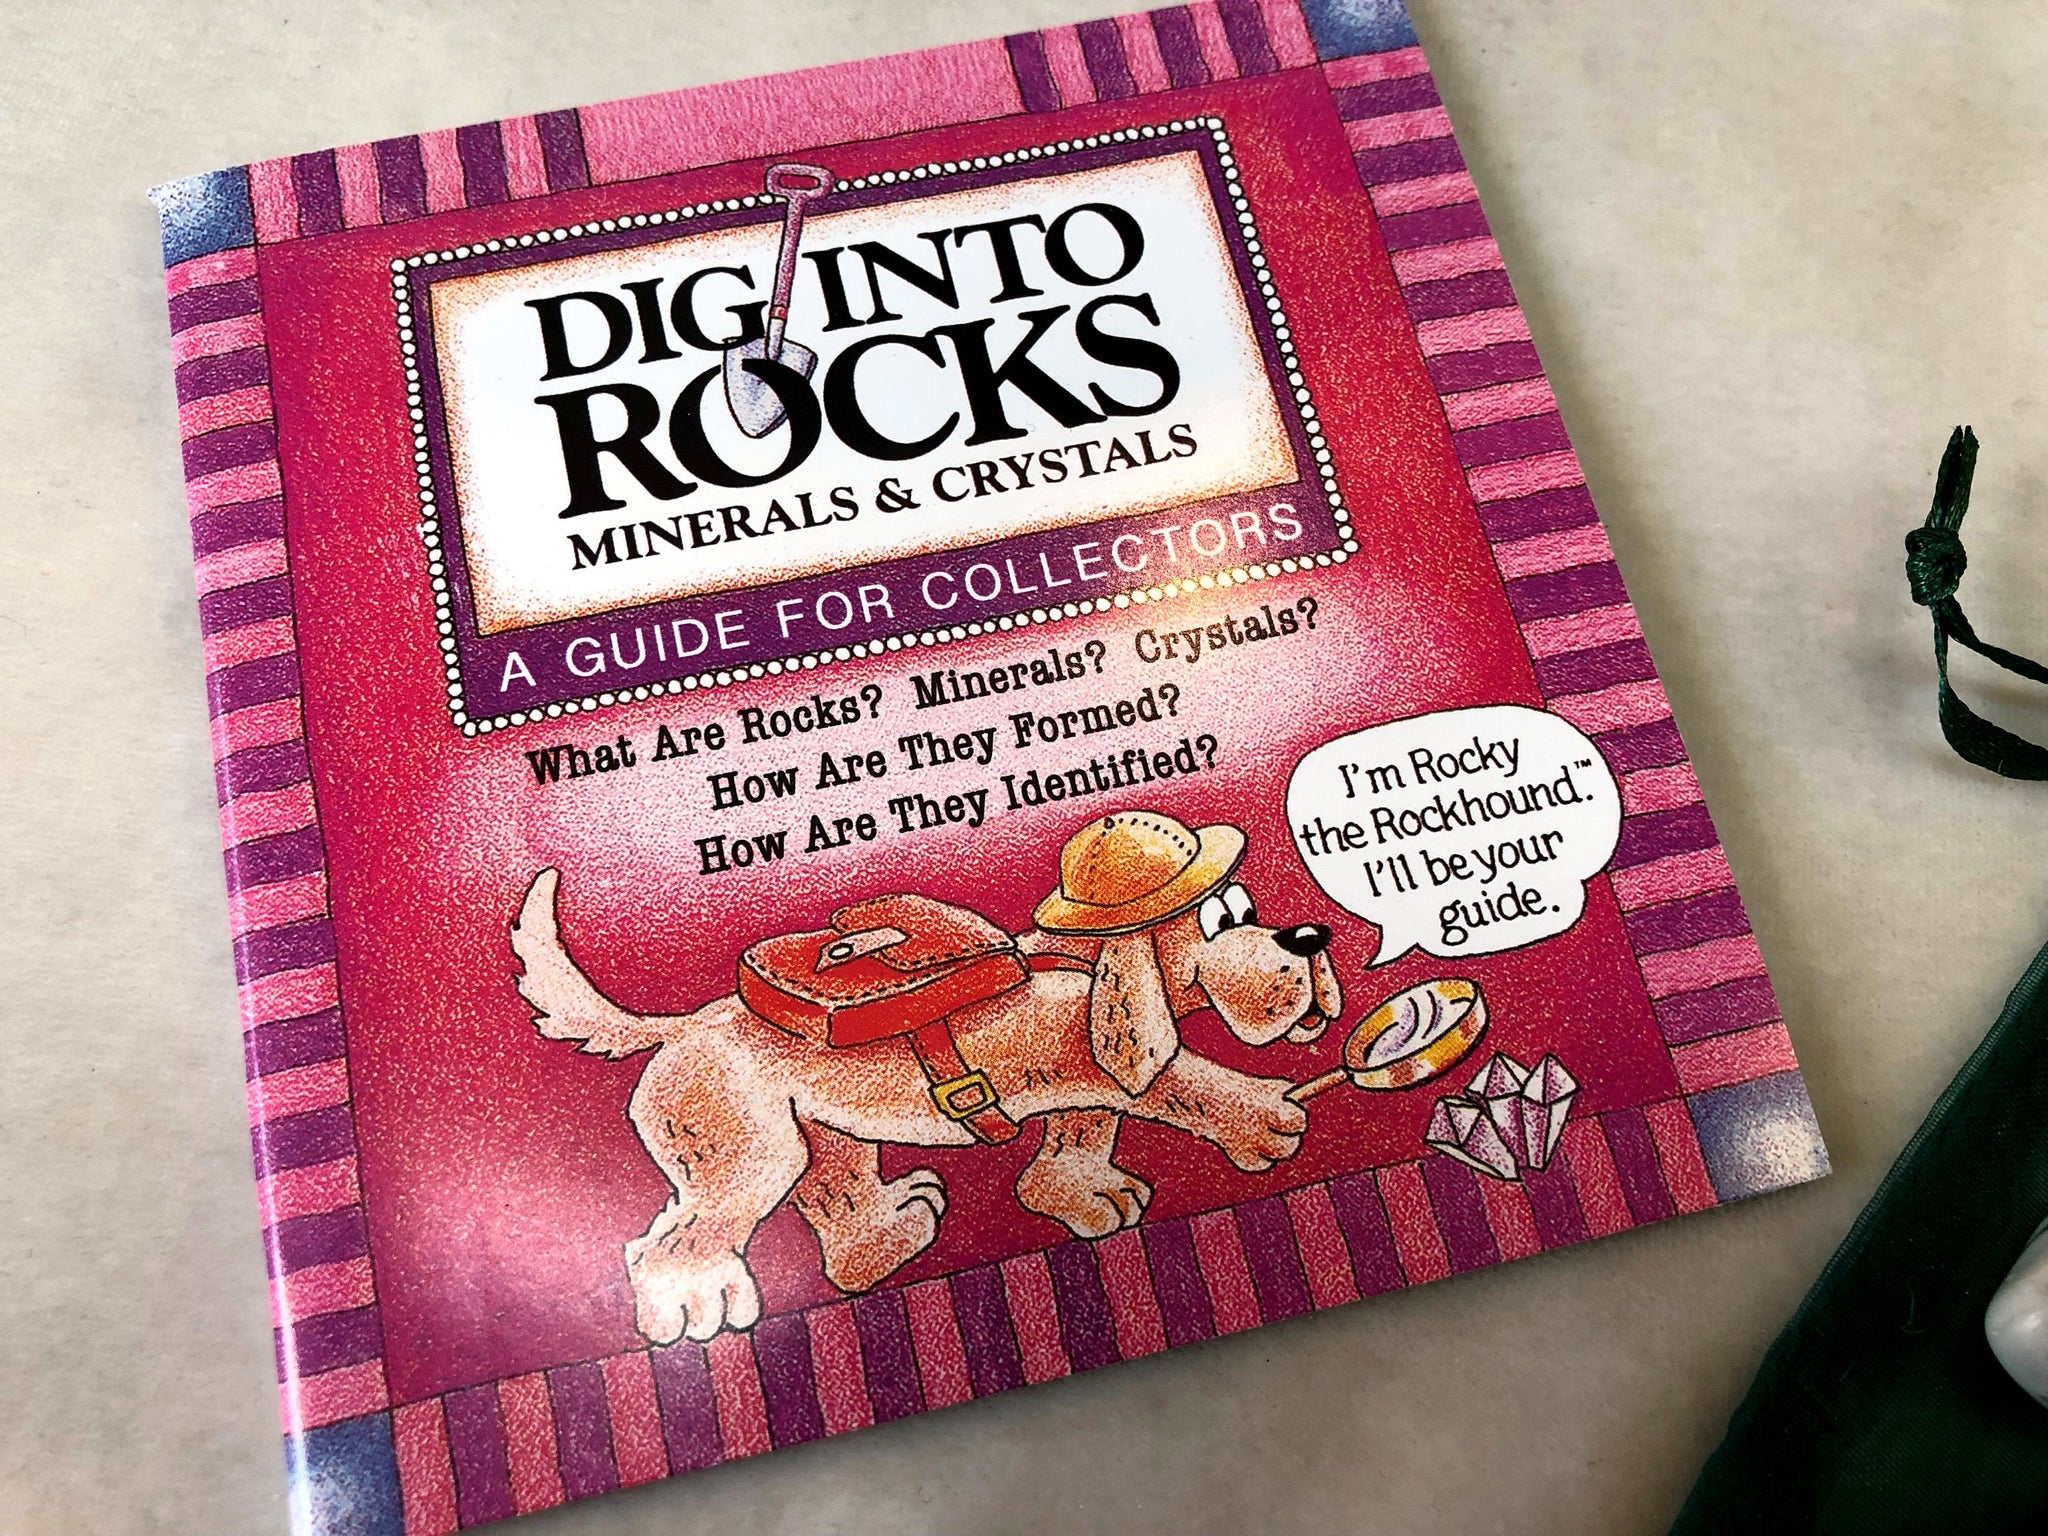 DIG INTO
ROCKS
MINERALS & CRYSTALS
A GUIDE FOR COLLECTORS
What Are Rocks? Minerals? Crystals?
How Are They Formed?
How Are They Identified?
I'm Rocky
the Rockhound.™
I'll be your
guide.